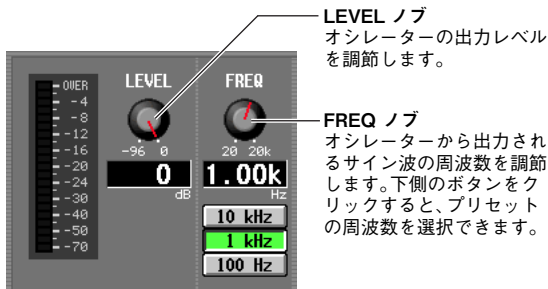 LEVEL ノブ
オシレーターの出力レベル
を調節します。
FREQ ノブ
オシレーターから出力され
るサイン波の周波数を調節
します。下側のボタンをク
リックすると、プリセット
の周波数を選択できます。
OVER
-4
-8
-12
-16
-20
-24
-30
-40
-50
-70
LEVEL
-96 0
0
dB
FREQ
20 20k
1.00k
Hz
10 kHz
1 kHz
100 Hz